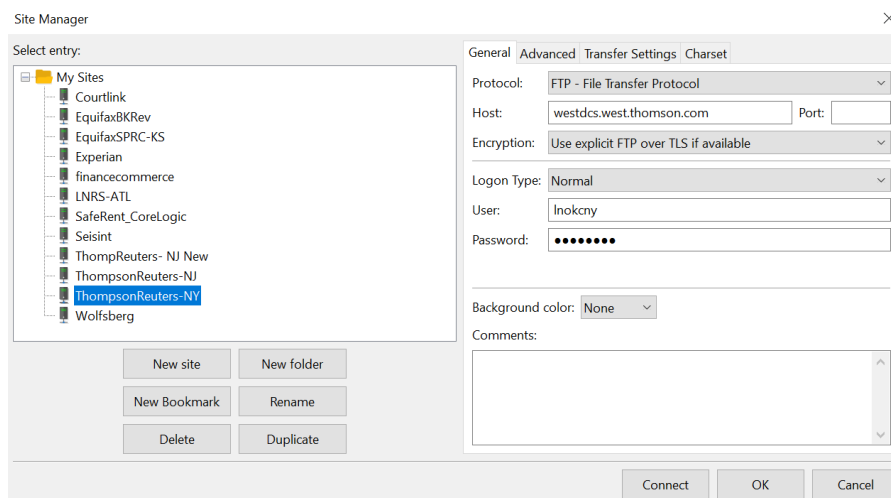 Site Manager
Select entry:
My Sites
Courtlink
EquifaxBKRev
EquifaxSPRC-KS
Experian
financecommerce
LNRS-ATL
SafeRent_CoreLogic
Seisint
ThompReuters- NJ New
ThompsonReuters-NJ
ThompsonReuters-NY
Wolfsberg
New site New folder
New Bookmark Rename
Delete Duplicate
General Advanced Transfer Settings Charset
Protocol: FTP - File Transfer Protocol
Host: westdcs.west.thomson.com Port:
Encryption: Use explicit FTP over TLS if available
Logon Type: Normal
User: lnokcny
Password: ●●●●●●●●
Background color: None
Comments:
Connect OK Cancel